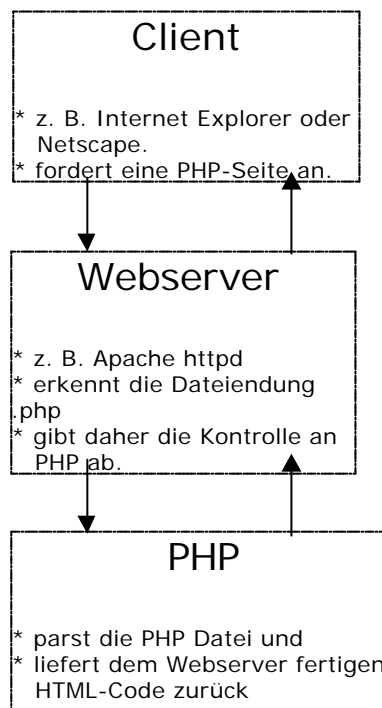 Client
* z. B. Internet Explorer oder
Netscape.
* fordert eine PHP-Seite an.
Webserver
* z. B. Apache httpd
* erkennt die Dateiendung
.php
* gibt daher die Kontrolle an
PHP ab.
PHP
* parst die PHP Datei und
* liefert dem Webserver fertigen
HTML-Code zurück